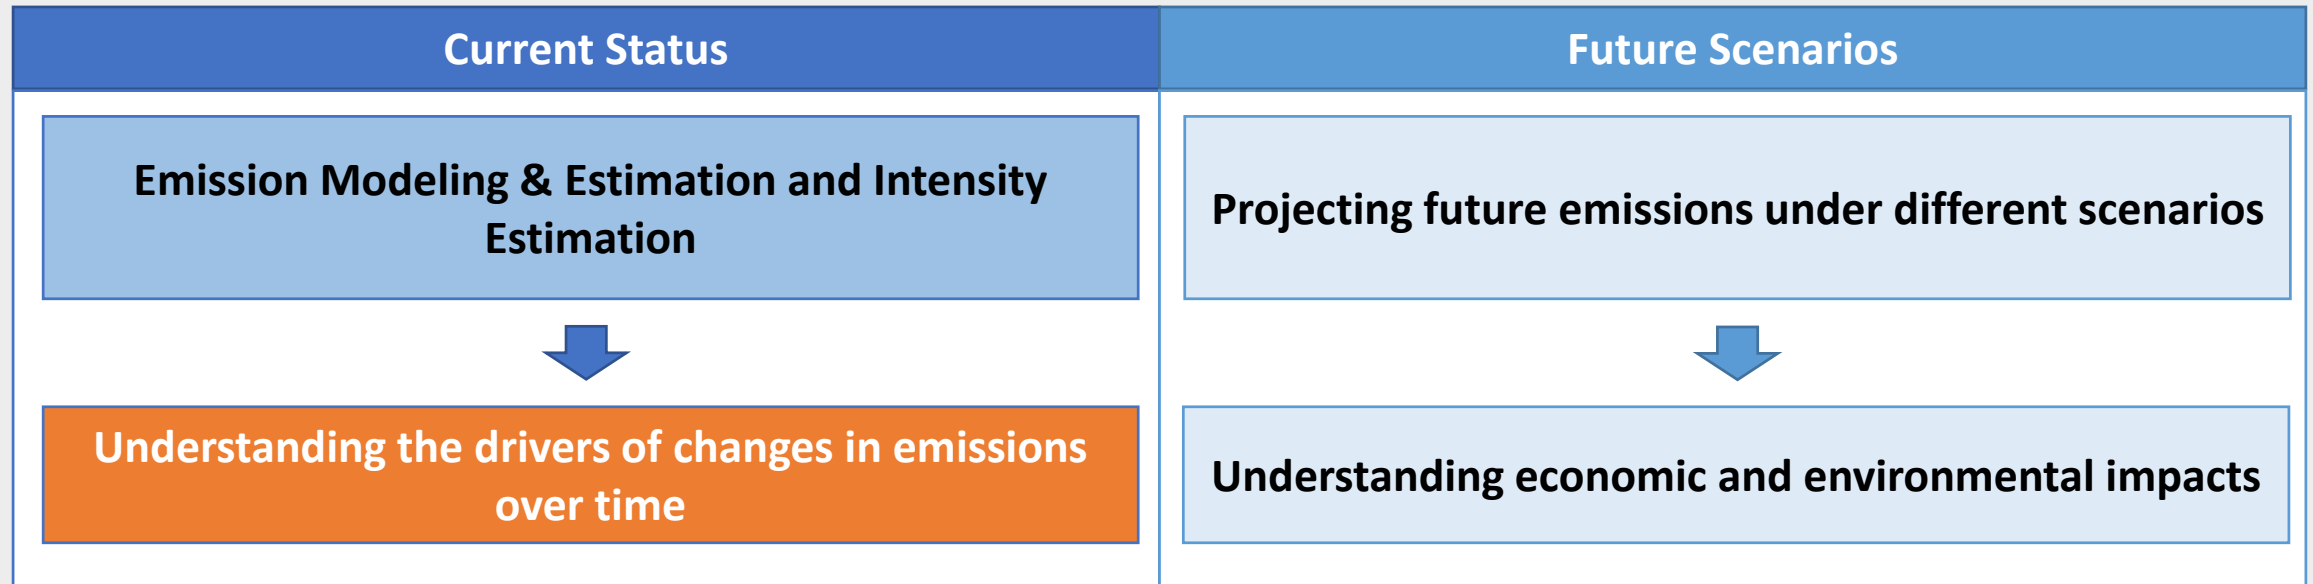 Current Status
Future Scenarios
Emission Modeling & Estimation and Intensity
Estimation
Projecting future emissions under different scenarios
Understanding the drivers of changes in emissions
over time
Understanding economic and environmental impacts